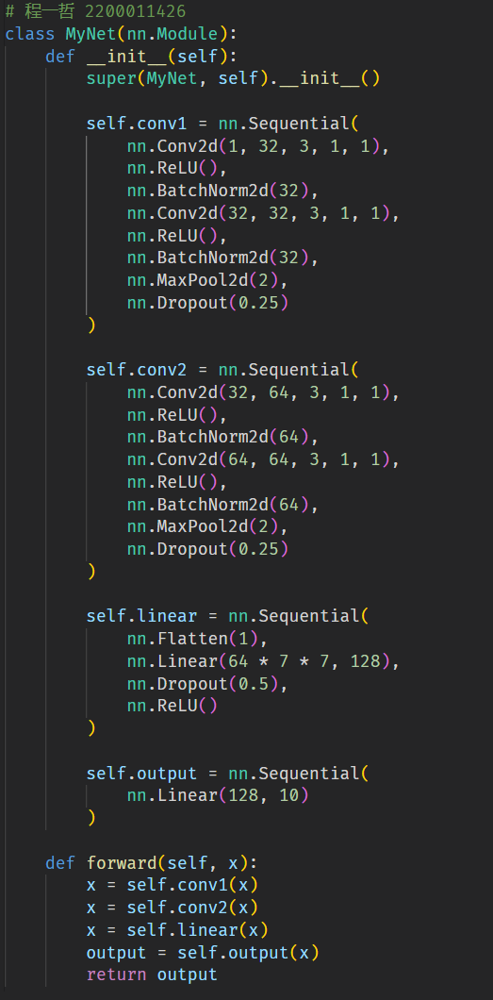 # 程一哲 2200011426
class MyNet(nn.Module):
    def __init__(self):
        super(MyNet, self).__init__()

        self.conv1 = nn.Sequential(
            nn.Conv2d(1, 32, 3, 1, 1),
            nn.ReLU(),
            nn.BatchNorm2d(32),
            nn.Conv2d(32, 32, 3, 1, 1),
            nn.ReLU(),
            nn.BatchNorm2d(32),
            nn.MaxPool2d(2),
            nn.Dropout(0.25)
        )

        self.conv2 = nn.Sequential(
            nn.Conv2d(32, 64, 3, 1, 1),
            nn.ReLU(),
            nn.BatchNorm2d(64),
            nn.Conv2d(64, 64, 3, 1, 1),
            nn.ReLU(),
            nn.BatchNorm2d(64),
            nn.MaxPool2d(2),
            nn.Dropout(0.25)
        )

        self.linear = nn.Sequential(
            nn.Flatten(1),
            nn.Linear(64 * 7 * 7, 128),
            nn.Dropout(0.5),
            nn.ReLU()
        )

        self.output = nn.Sequential(
            nn.Linear(128, 10)
        )

    def forward(self, x):
        x = self.conv1(x)
        x = self.conv2(x)
        x = self.linear(x)
        output = self.output(x)
        return output